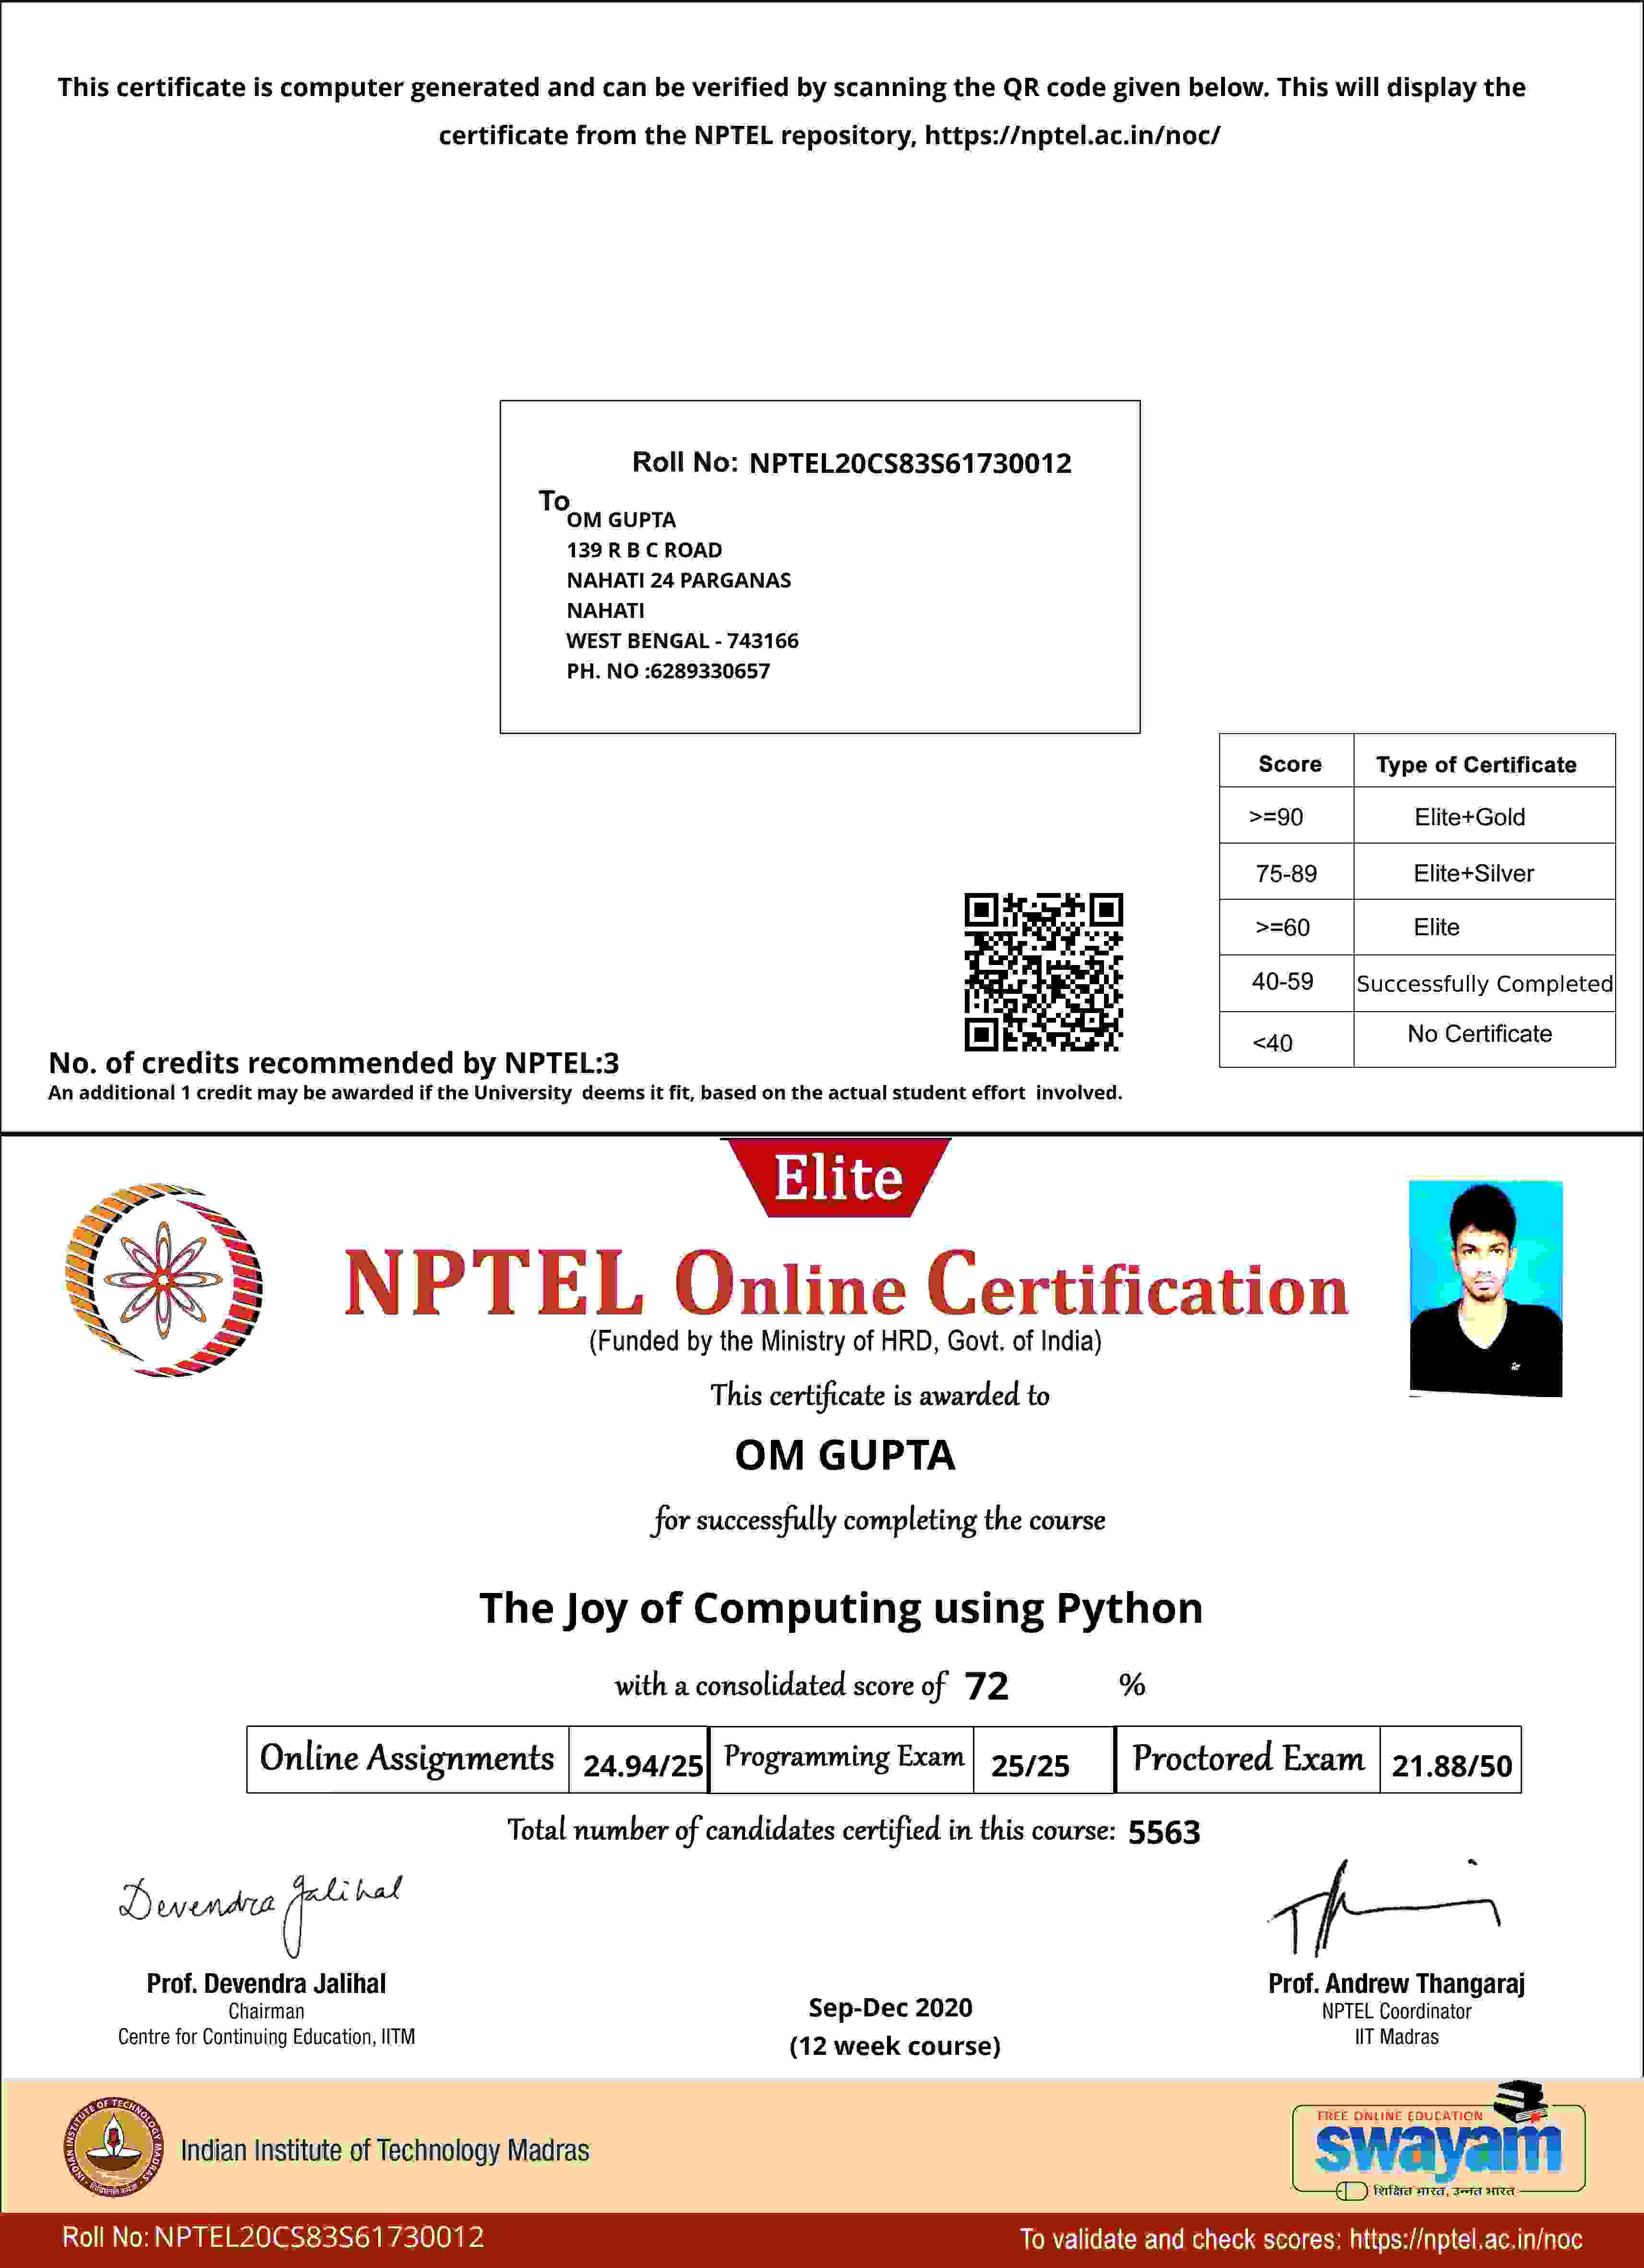 This certificate is computer generated and can be verified by scanning the QR code given below. This will display the
certificate from the NPTEL repository, https://nptel.ac.in/noc/
Roll No: NPTEL20CS83S61730012
To
OM GUPTA
139 R B C ROAD
NAHATI 24 PARGANAS
NAHATI
WEST BENGAL - 743166
PH. NO :6289330657
Score Type of Certificate
>=90 Elite+Gold
75-89 Elite+Silver
>=60 Elite
40-59 Successfully Completed
<40 No Certificate
No. of credits recommended by NPTEL:3
An additional 1 credit may be awarded if the University deems it fit, based on the actual student effort involved.
Elite
NPTEL Online Certification
(Funded by the Ministry of HRD, Govt. of India)
This certificate is awarded to
OM GUPTA
for successfully completing the course
The Joy of Computing using Python
with a consolidated score of 72 %
Online Assignments 24.94/25 Programming Exam 25/25 Proctored Exam 21.88/50
Total number of candidates certified in this course: 5563
Devendra Jalihal
Prof. Devendra Jalihal
Chairman
Centre for Continuing Education, IITM
Sep-Dec 2020
(12 week course)
Prof. Andrew Thangaraj
NPTEL Coordinator
IIT Madras
INDIAN INSTITUTE OF TECHNOLOGY MADRAS
Indian Institute of Technology Madras
FREE ONLINE EDUCATION
swayam
शिक्षित भारत, उन्नत भारत
Roll No: NPTEL20CS83S61730012
To validate and check scores: https://nptel.ac.in/noc